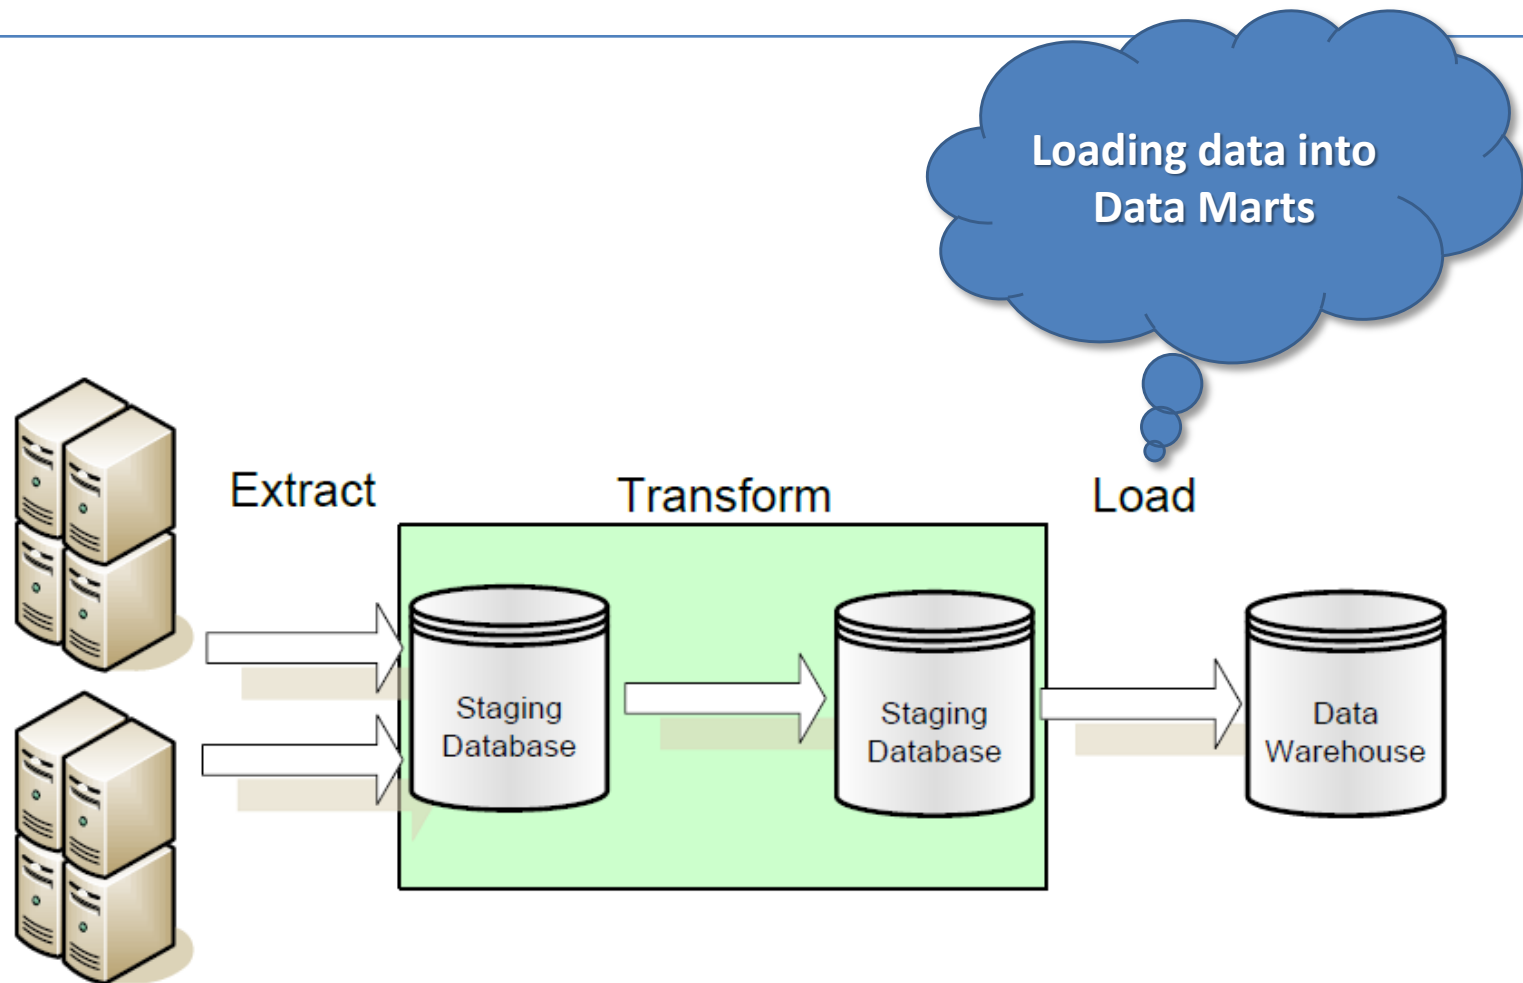 Loading data into
Data Marts
Extract
Transform
Load
Staging
Database
Staging
Database
Data
Warehouse